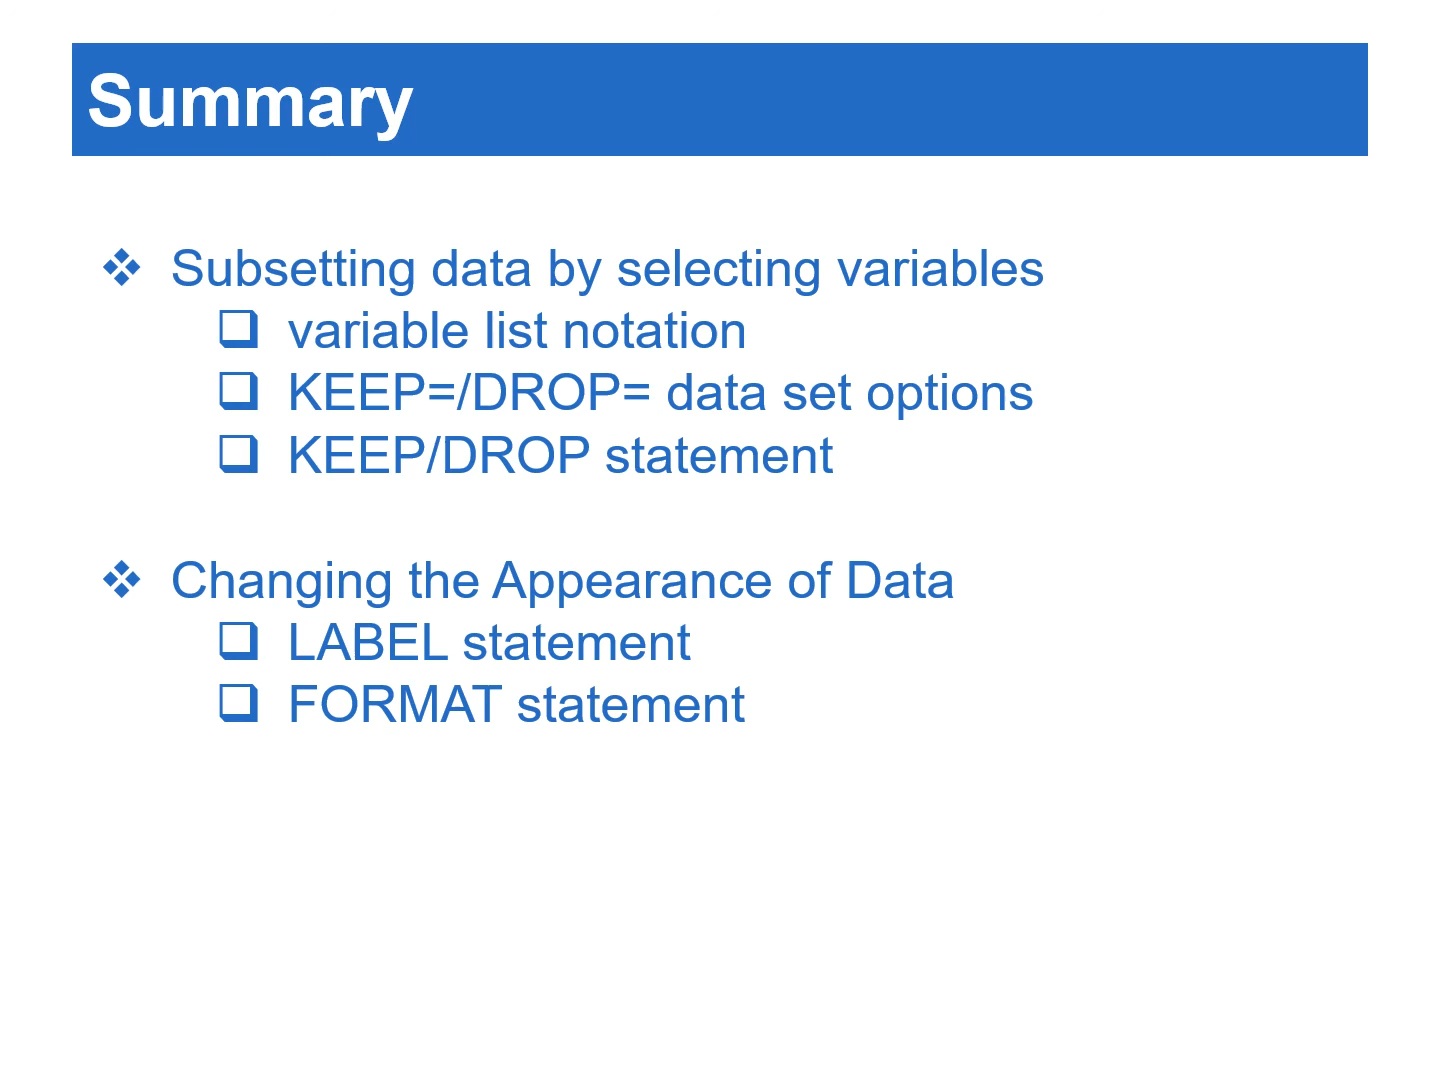 Summary
❖ Subsetting data by selecting variables
❑ variable list notation
❑ KEEP=/DROP= data set options
❑ KEEP/DROP statement
❖ Changing the Appearance of Data
❑ LABEL statement
❑ FORMAT statement